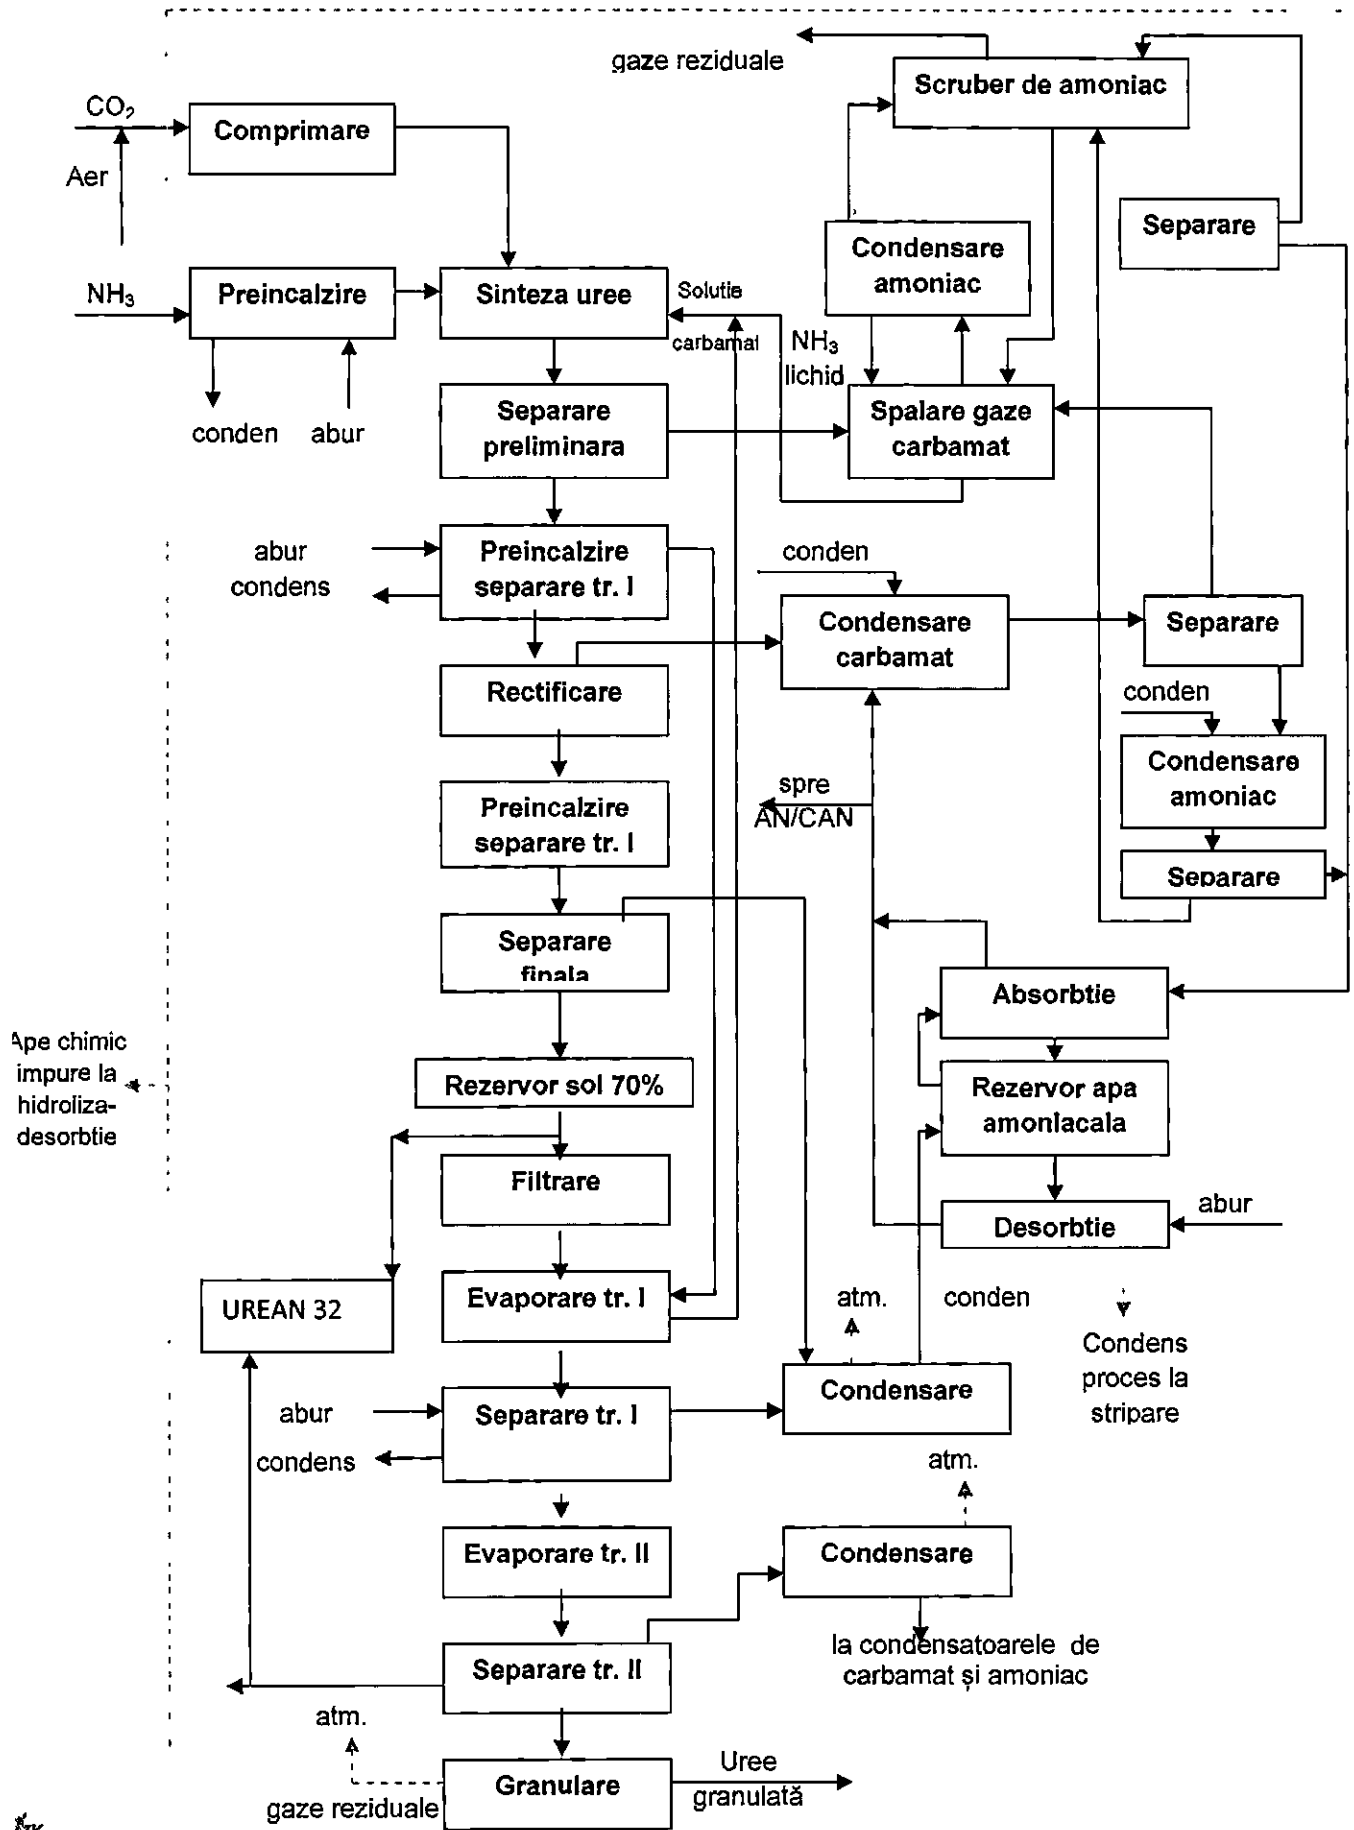 gaze reziduale
Scruber de amoniac
CO₂
Comprimare
Aer
Separare
Condensare
amoniac
NH₃
Preincalzire
Sinteza uree
Solutie
carbamat
NH₃
lichid
conden
abur
Separare
preliminara
Spalare gaze
carbamat
abur
condens
Preincalzire
separare tr. I
conden
Condensare
carbamat
Separare
Rectificare
conden
Condensare
amoniac
Preincalzire
separare tr. I
spre
AN/CAN
Separare
Separare
finala
Absorbtie
Ape chimic
impure la
hidroliza-
desorbtie
Rezervor sol 70%
Rezervor apa
amoniacala
Filtrare
Desorbtie
abur
UREAN 32
Evaporare tr. I
atm.
conden
Condens
proces la
stripare
abur
condens
Separare tr. I
Condensare
atm.
Evaporare tr. II
Condensare
la condensatoarele de
carbamat și amoniac
Separare tr. II
atm.
gaze reziduale
Granulare
Uree
granulată